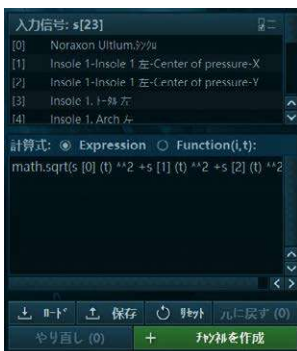 入力信号: s[23]
[0] Noraxon Ultium.ｼﾝｸﾛ
[1] Insole 1-Insole 1 左-Center of pressure-X
[2] Insole 1-Insole 1 左-Center of pressure-Y
[3] Insole 1. ﾄｰﾀﾙ 左
[4] Insole 1. Arch 左
計算式: Expression Function(i,t):
math.sqrt(s [0] (t) **2 +s [1] (t) **2 +s [2] (t) **2
ﾛｰﾄﾞ 保存 ﾘｾｯﾄ 元に戻す (0)
やり直し (0) + ﾁｬﾝﾈﾙを作成